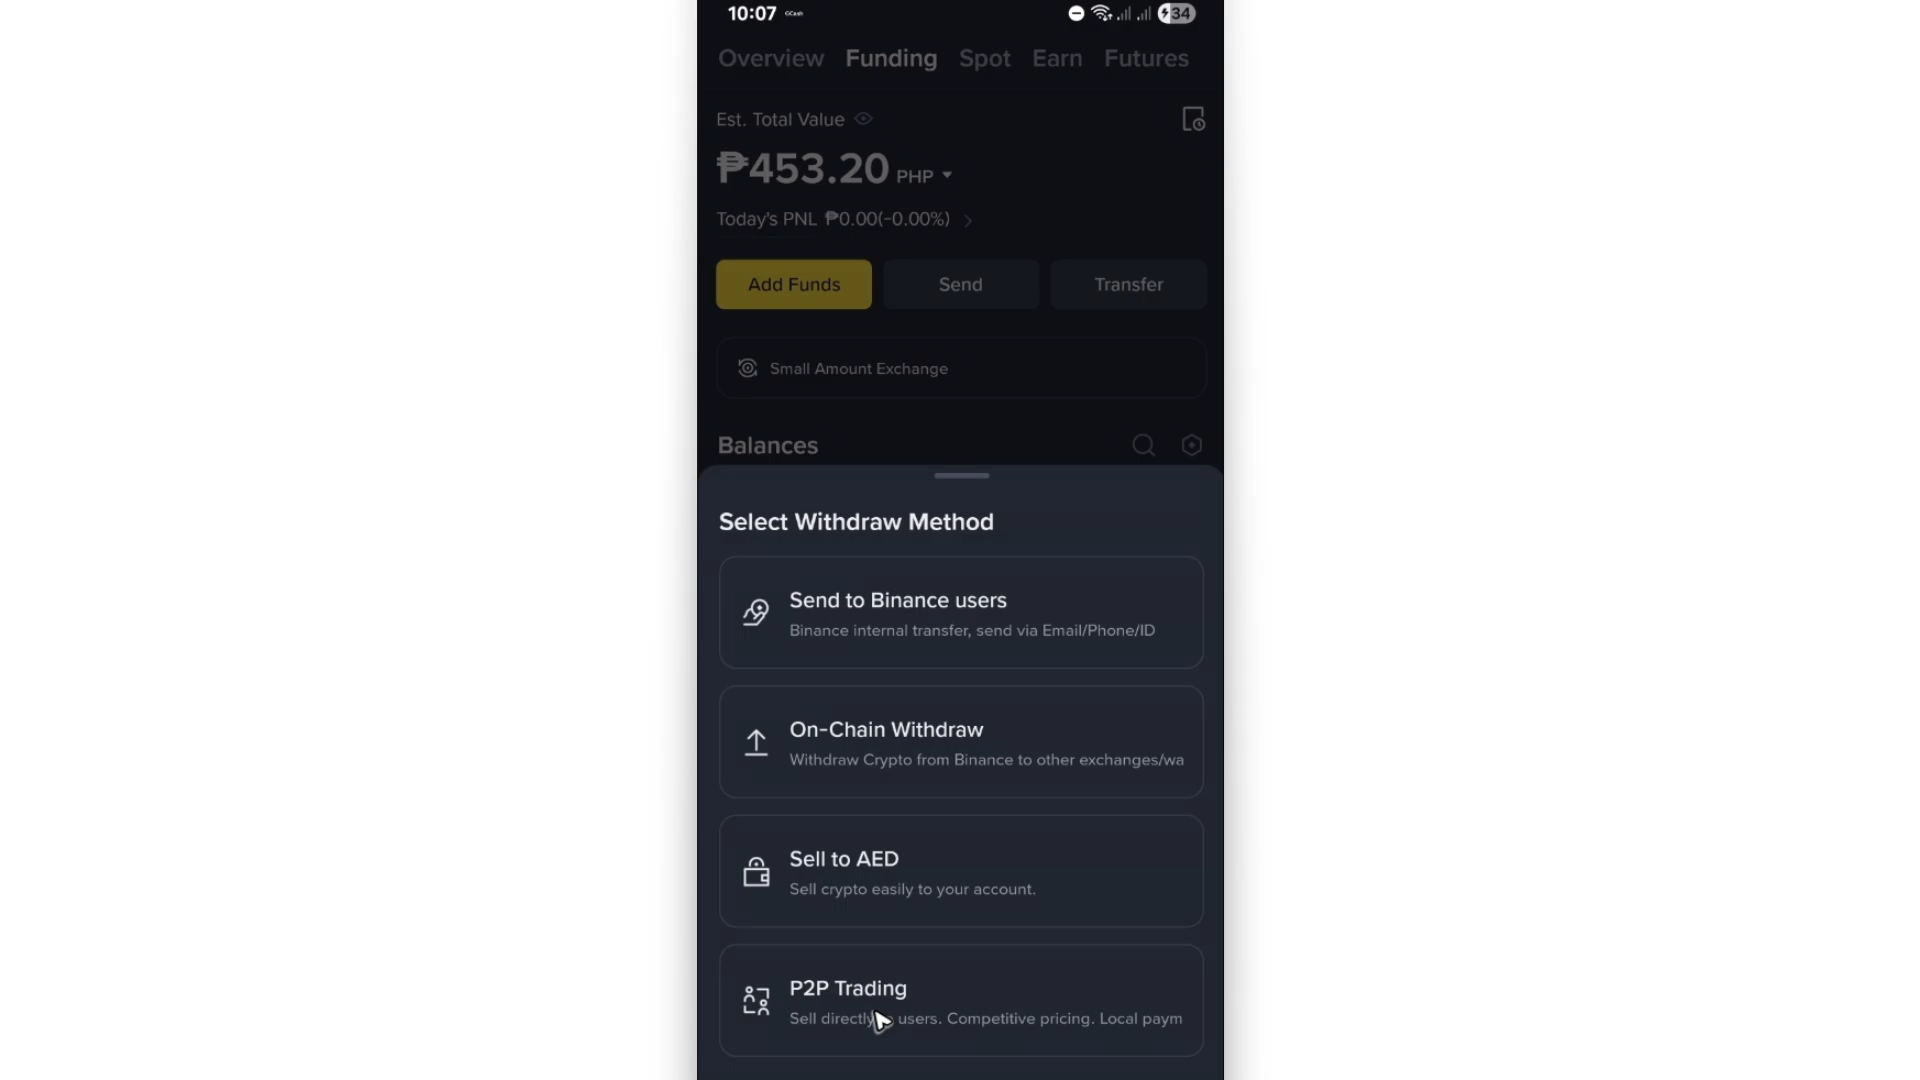 10:07 GCash 34
Overview Funding Spot Earn Futures
Est. Total Value
₱453.20 PHP
Today's PNL ₱0.00(-0.00%)
Add Funds Send Transfer
Small Amount Exchange
Balances
Select Withdraw Method
Send to Binance users
Binance internal transfer, send via Email/Phone/ID
On-Chain Withdraw
Withdraw Crypto from Binance to other exchanges/wa
Sell to AED
Sell crypto easily to your account.
P2P Trading
Sell directly users. Competitive pricing. Local paym